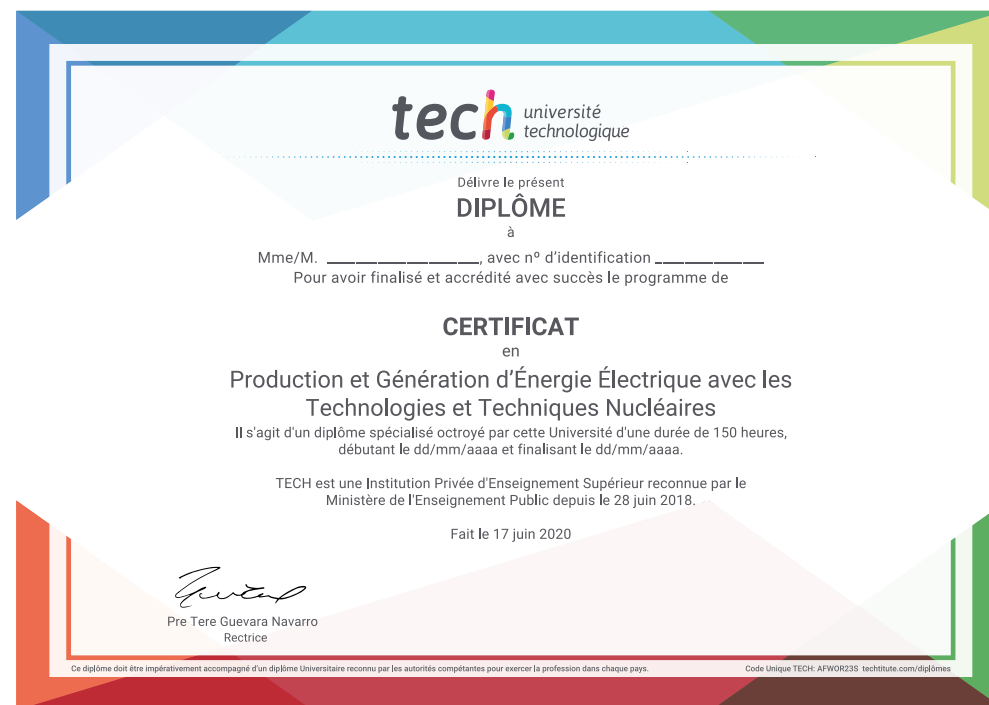 tech université
technologique
Délivre le présent
DIPLÔME
à
Mme/M. ____________________, avec nº d'identification ______________
Pour avoir finalisé et accrédité avec succès le programme de
CERTIFICAT
en
Production et Génération d'Énergie Électrique avec les
Technologies et Techniques Nucléaires
Il s'agit d'un diplôme spécialisé octroyé par cette Université d'une durée de 150 heures,
débutant le dd/mm/aaaa et finalisant le dd/mm/aaaa.
TECH est une Institution Privée d'Enseignement Supérieur reconnue par le
Ministère de l'Enseignement Public depuis le 28 juin 2018.
Fait le 17 juin 2020
Pre Tere Guevara Navarro
Rectrice
Ce diplôme doit être impérativement accompagné d'un diplôme Universitaire reconnu par les autorités compétantes pour exercer la profession dans chaque pays.
Code Unique TECH: AFWOR23S techtitute.com/diplômes